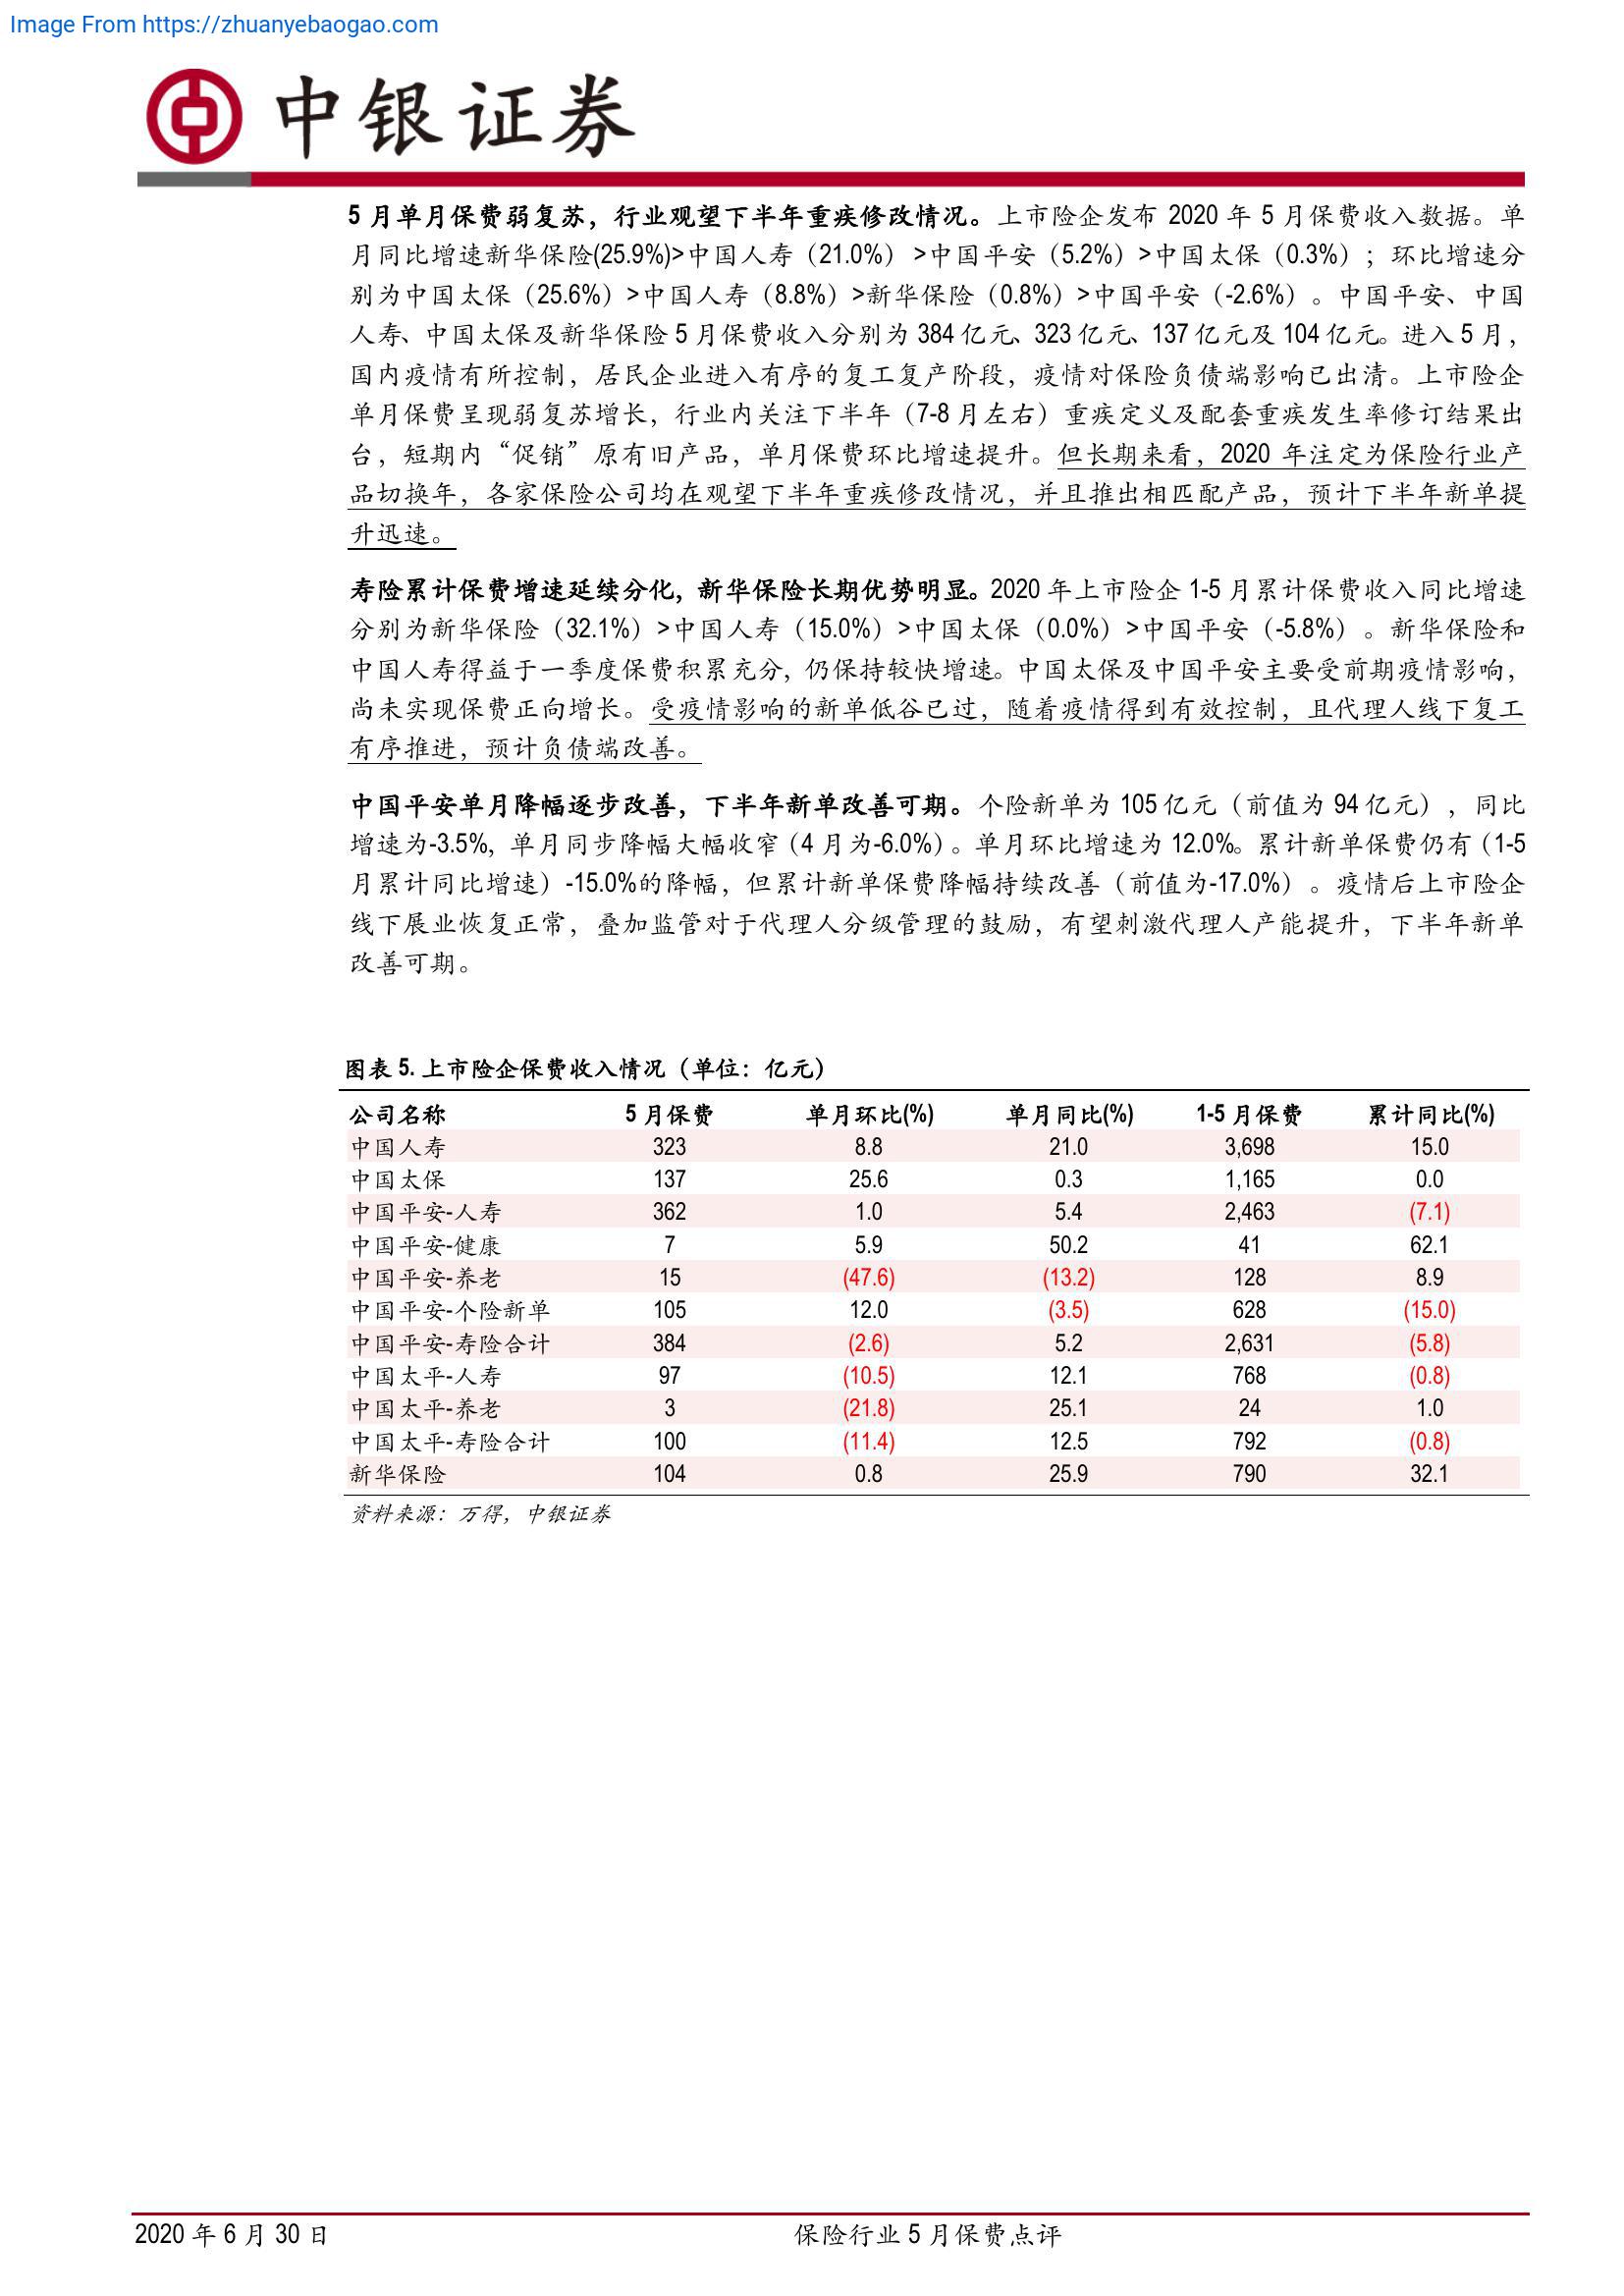 Image From https://zhuanyebaogao.com
中银证券
5 月单月保费弱复苏，行业观望下半年重疾修改情况。上市险企发布 2020 年 5 月保费收入数据。单
月同比增速新华保险(25.9%)>中国人寿（21.0%）>中国平安（5.2%）>中国太保（0.3%）；环比增速分
别为中国太保（25.6%）>中国人寿（8.8%）>新华保险（0.8%）>中国平安（-2.6%）。中国平安、中国
人寿、中国太保及新华保险 5 月保费收入分别为 384 亿元、323 亿元、137 亿元及 104 亿元。进入 5 月，
国内疫情有所控制，居民企业进入有序的复工复产阶段，疫情对保险负债端影响已出清。上市险企
单月保费呈现弱复苏增长，行业内关注下半年（7-8 月左右）重疾定义及配套重疾发生率修订结果出
台，短期内“促销”原有旧产品，单月保费环比增速提升。但长期来看，2020 年注定为保险行业产
品切换年，各家保险公司均在观望下半年重疾修改情况，并且推出相匹配产品，预计下半年新单提
升迅速。
寿险累计保费增速延续分化，新华保险长期优势明显。2020 年上市险企 1-5 月累计保费收入同比增速
分别为新华保险（32.1%）>中国人寿（15.0%）>中国太保（0.0%）>中国平安（-5.8%）。新华保险和
中国人寿得益于一季度保费积累充分，仍保持较快增速。中国太保及中国平安主要受前期疫情影响，
尚未实现保费正向增长。受疫情影响的新单低谷已过，随着疫情得到有效控制，且代理人线下复工
有序推进，预计负债端改善。
中国平安单月降幅逐步改善，下半年新单改善可期。个险新单为 105 亿元（前值为 94 亿元），同比
增速为-3.5%，单月同步降幅大幅收窄（4 月为-6.0%）。单月环比增速为 12.0%。累计新单保费仍有（1-5
月累计同比增速）-15.0%的降幅，但累计新单保费降幅持续改善（前值为-17.0%）。疫情后上市险企
线下展业恢复正常，叠加监管对于代理人分级管理的鼓励，有望刺激代理人产能提升，下半年新单
改善可期。
图表 5. 上市险企保费收入情况（单位：亿元）
公司名称 5 月保费 单月环比(%) 单月同比(%) 1-5 月保费 累计同比(%)
中国人寿 323 8.8 21.0 3,698 15.0
中国太保 137 25.6 0.3 1,165 0.0
中国平安-人寿 362 1.0 5.4 2,463 (7.1)
中国平安-健康 7 5.9 50.2 41 62.1
中国平安-养老 15 (47.6) (13.2) 128 8.9
中国平安-个险新单 105 12.0 (3.5) 628 (15.0)
中国平安-寿险合计 384 (2.6) 5.2 2,631 (5.8)
中国太平-人寿 97 (10.5) 12.1 768 (0.8)
中国太平-养老 3 (21.8) 25.1 24 1.0
中国太平-寿险合计 100 (11.4) 12.5 792 (0.8)
新华保险 104 0.8 25.9 790 32.1
资料来源：万得，中银证券
2020 年 6 月 30 日 保险行业 5 月保费点评